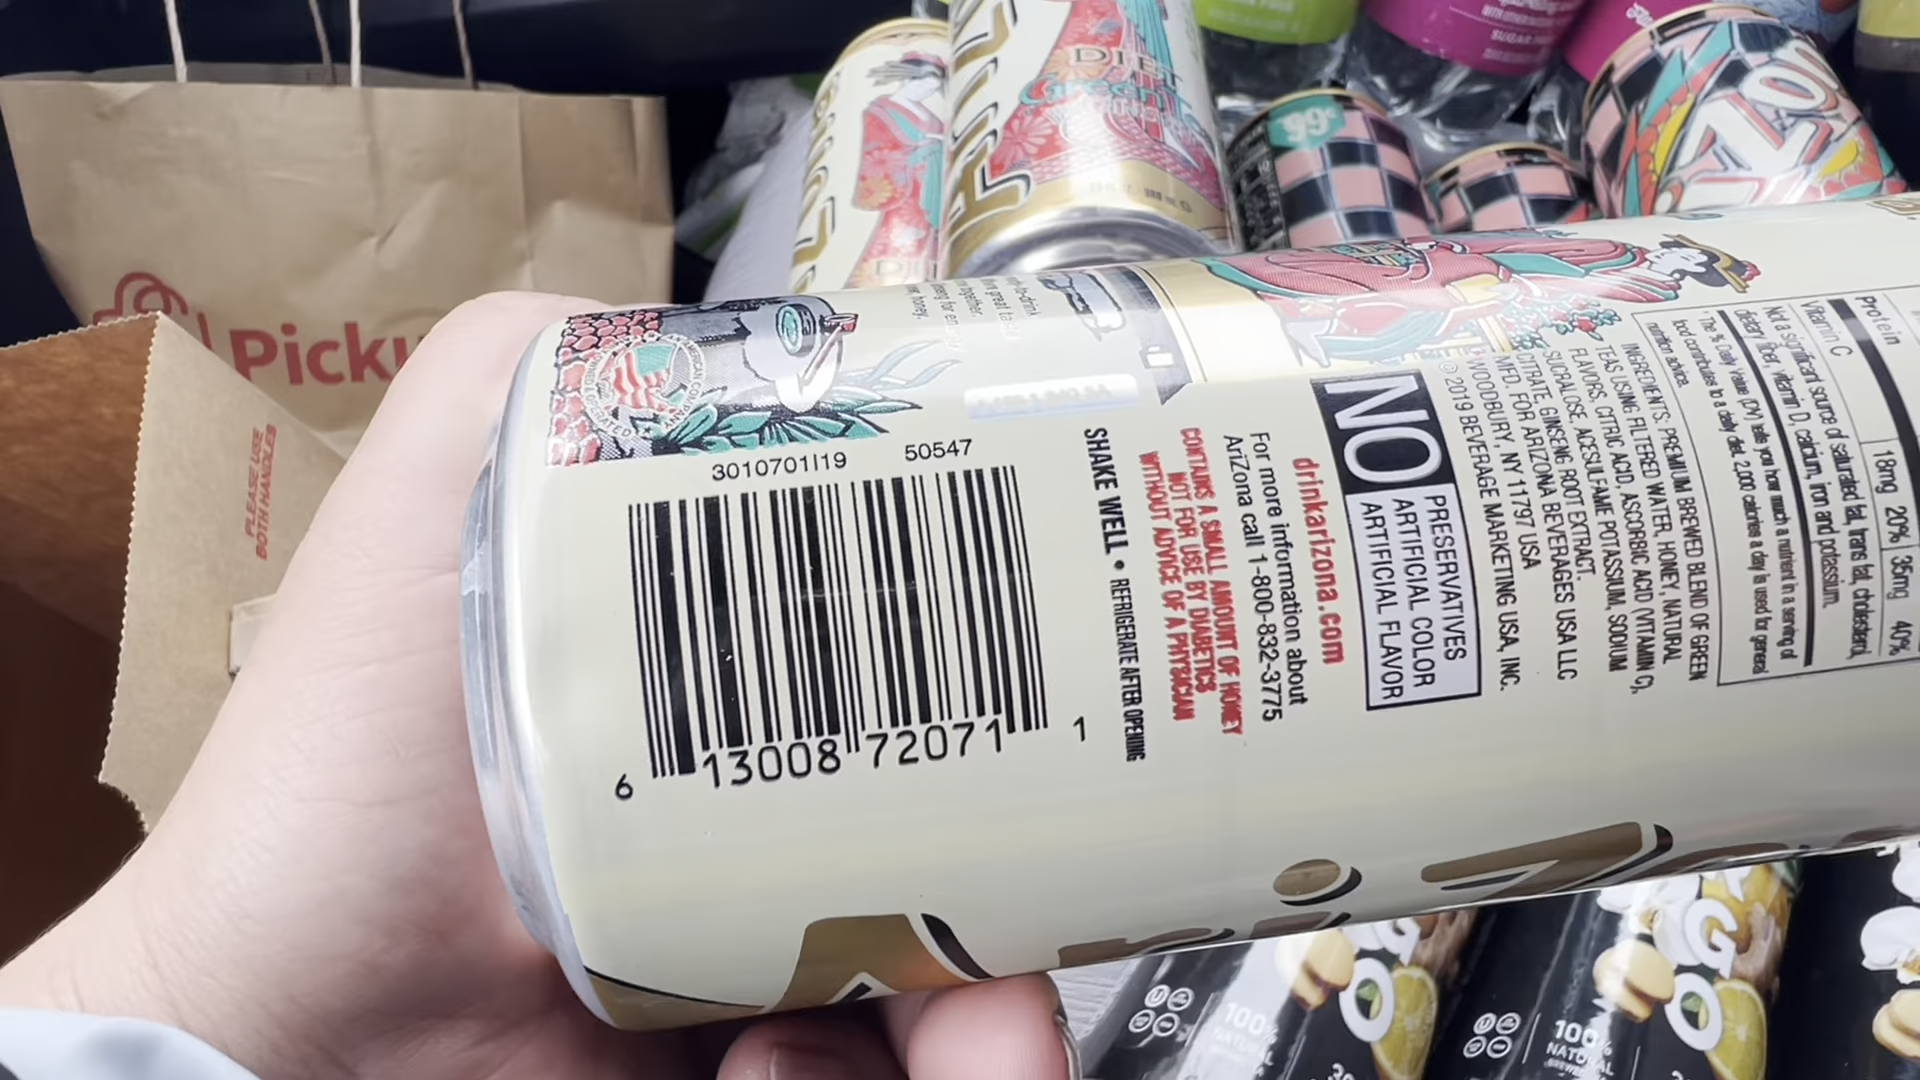 Picku
PLEASE USE
BOTH HANDLES
DIET
99¢
3010701119
50547
6 13008 72071 1
SHAKE WELL • REFRIGERATE AFTER OPENING
CONTAINS A SMALL AMOUNT OF HONEY
NOT FOR USE BY DIABETICS
WITHOUT ADVICE OF A PHYSICIAN
For more information about
AriZona call 1-800-832-3775
drinkarizona.com
NO
PRESERVATIVES
ARTIFICIAL COLOR
ARTIFICIAL FLAVOR
INGREDIENTS: PREMIUM BREWED BLEND OF GREEN
TEAS USING FILTERED WATER, HONEY, NATURAL
FLAVORS, CITRIC ACID, ASCORBIC ACID (VITAMIN C),
SUCRALOSE, ACESULFAME POTASSIUM, SODIUM
CITRATE, GINSENG ROOT EXTRACT.
MFD. FOR ARIZONA BEVERAGES USA LLC
WOODBURY, NY 11797 USA
©2019 BEVERAGE MARKETING USA, INC.
Protein
Vitamin C 18mg 20% 35mg 40%
Not a significant source of saturated fat, trans fat, cholesterol,
dietary fiber, vitamin D, calcium, iron and potassium.
* The % Daily Value (DV) tells you how much a nutrient in a serving of
food contributes to a daily diet. 2,000 calories a day is used for general
nutrition advice.
GO
100%
NATURAL
GO
100%
NATURAL